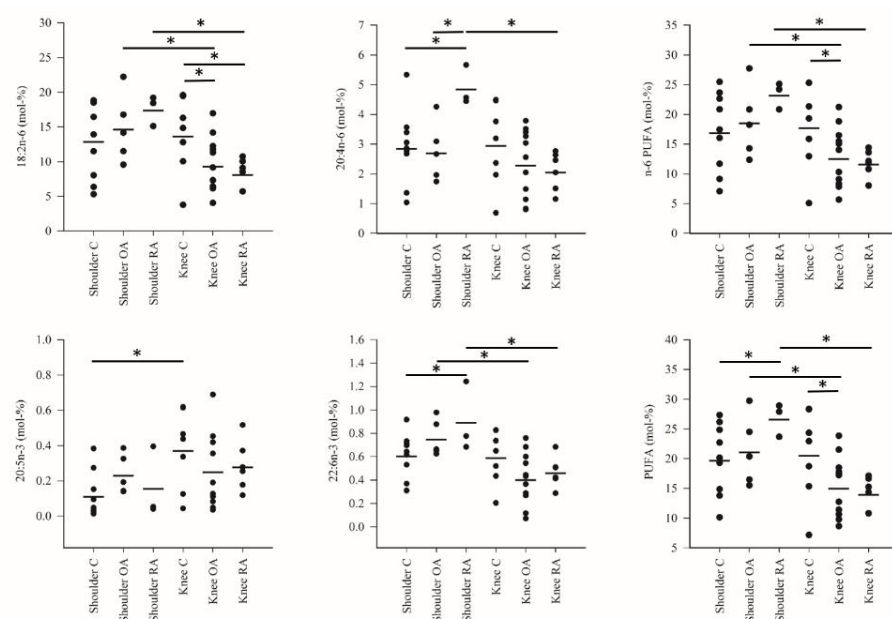 18:2n-6 (mol-%)
35
30
25
20
15
10
5
0
*
*
*
*
Shoulder C
Shoulder OA
Shoulder RA
Knee C
Knee OA
Knee RA
20:4n-6 (mol-%)
7
6
5
4
3
2
1
0
*
*
*
Shoulder C
Shoulder OA
Shoulder RA
Knee C
Knee OA
Knee RA
n-6 PUFA (mol-%)
35
30
25
20
15
10
5
0
*
*
*
Shoulder C
Shoulder OA
Shoulder RA
Knee C
Knee OA
Knee RA
20:5n-3 (mol-%)
1.0
0.8
0.6
0.4
0.2
0.0
*
Shoulder C
Shoulder OA
Shoulder RA
Knee C
Knee OA
Knee RA
22:6n-3 (mol-%)
1.6
1.4
1.2
1.0
0.8
0.6
0.4
0.2
0.0
*
*
*
Shoulder C
Shoulder OA
Shoulder RA
Knee C
Knee OA
Knee RA
PUFA (mol-%)
40
35
30
25
20
15
10
5
*
*
*
*
Shoulder C
Shoulder OA
Shoulder RA
Knee C
Knee OA
Knee RA